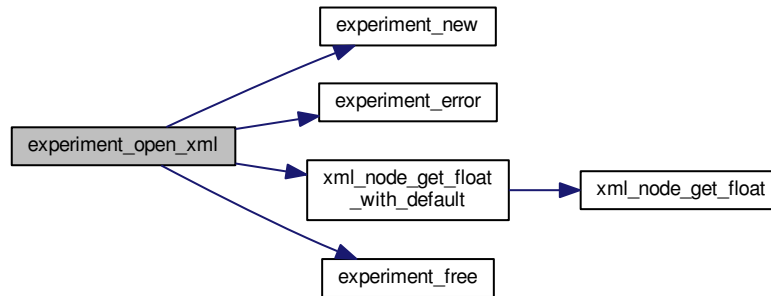 experiment_new
experiment_error
experiment_open_xml
xml_node_get_float
_with_default
xml_node_get_float
experiment_free